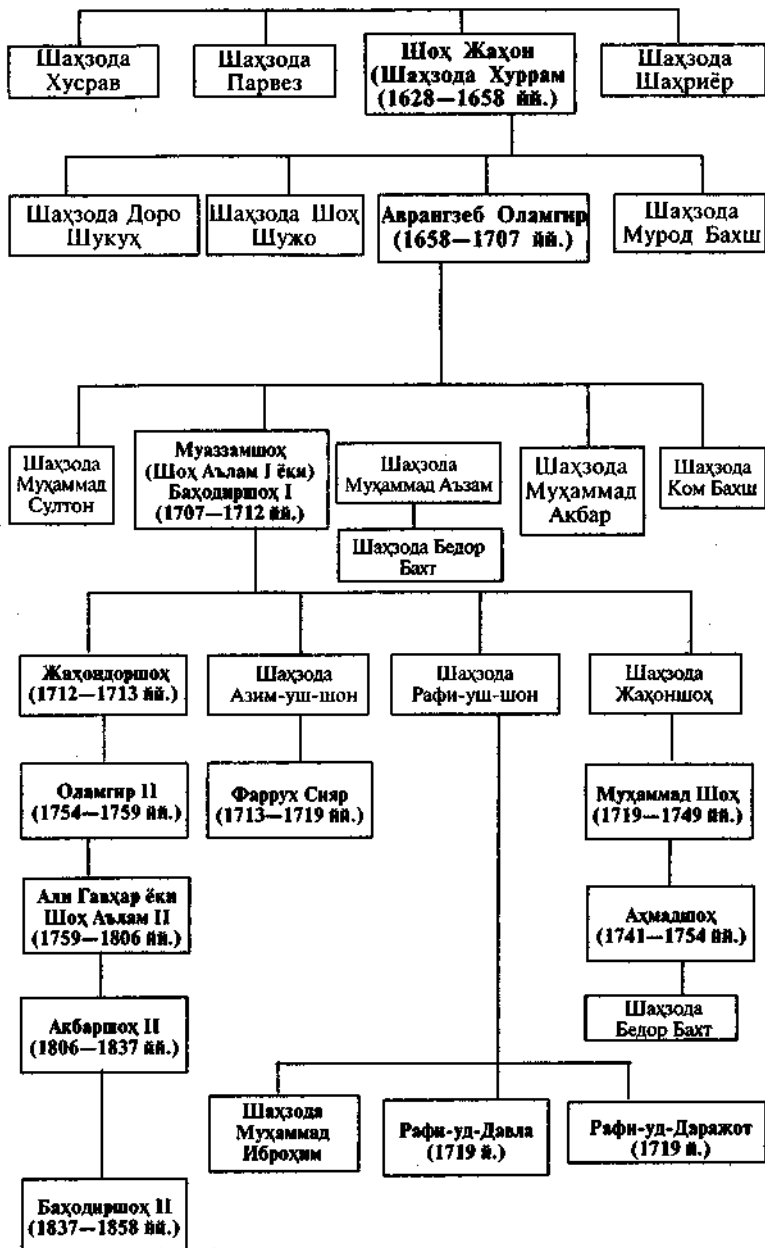 Шаҳзода
Хусрав
Шаҳзода
Парвез
Шоҳ Жаҳон
(Шаҳзода Хуррам
(1628—1658 йй.)
Шаҳзода
Шаҳриёр
Шаҳзода Доро
Шукуҳ
Шаҳзода Шоҳ
Шужо
Аврангзеб Оламгир
(1658—1707 йй.)
Шаҳзода
Мурод Бахш
Шаҳзода
Муҳаммад
Султон
Муаззамшоҳ
(Шоҳ Аълам I ёки)
Баҳодиршоҳ I
(1707—1712 йй.)
Шаҳзода
Муҳаммад Аъзам
Шаҳзода Бедор
Бахт
Шаҳзода
Муҳаммад
Акбар
Шаҳзода
Ком Бахш
Жаҳондоршоҳ
(1712—1713 йй.)
Шаҳзода
Азим-уш-шон
Шаҳзода
Рафи-уш-шон
Шаҳзода
Жаҳоншоҳ
Оламгир II
(1754—1759 йй.)
Фаррух Сияр
(1713—1719 йй.)
Муҳаммад Шоҳ
(1719—1749 йй.)
Али Гавҳар ёки
Шоҳ Аълам II
(1759—1806 йй.)
Аҳмадшоҳ
(1741—1754 йй.)
Акбаршоҳ II
(1806—1837 йй.)
Шаҳзода
Бедор Бахт
Шаҳзода
Муҳаммад
Иброҳим
Рафи-уд-Давла
(1719 й.)
Рафи-уд-Даражот
(1719 й.)
Баҳодиршоҳ II
(1837—1858 йй.)